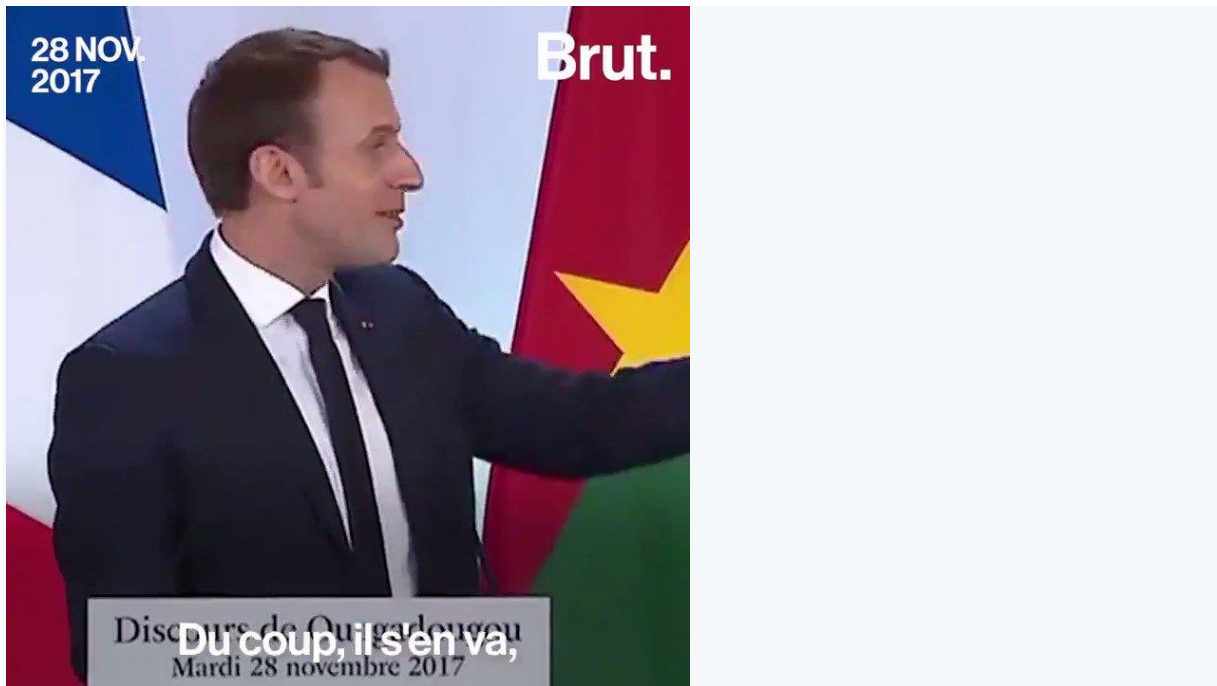 28 NOV.
2017
Brut.
Discours de Ouagadougou
Du coup, il s'en va,
Mardi 28 novembre 2017